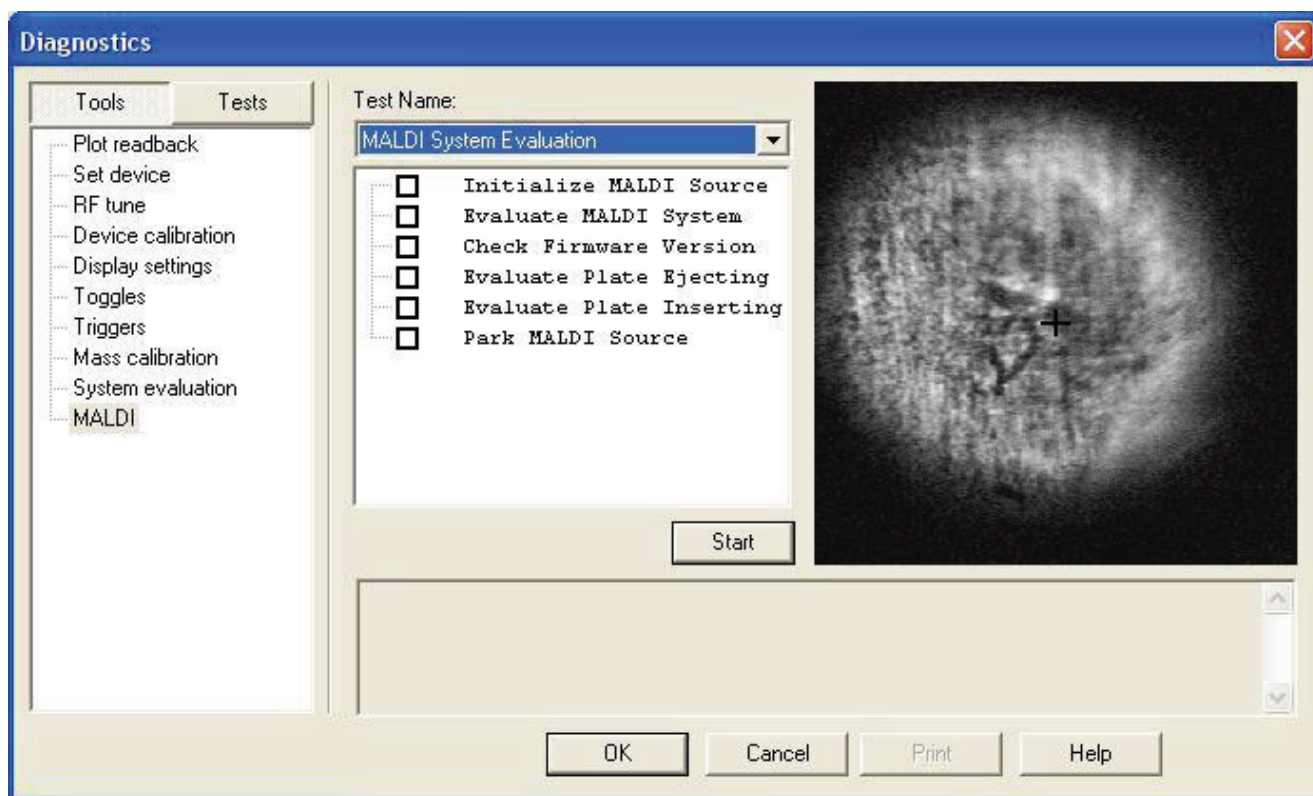 Diagnostics
Tools
Tests
Plot readback
Set device
RF tune
Device calibration
Display settings
Toggles
Triggers
Mass calibration
System evaluation
MALDI
Test Name:
MALDI System Evaluation
Initialize MALDI Source
Evaluate MALDI System
Check Firmware Version
Evaluate Plate Ejecting
Evaluate Plate Inserting
Park MALDI Source
Start
OK
Cancel
Print
Help